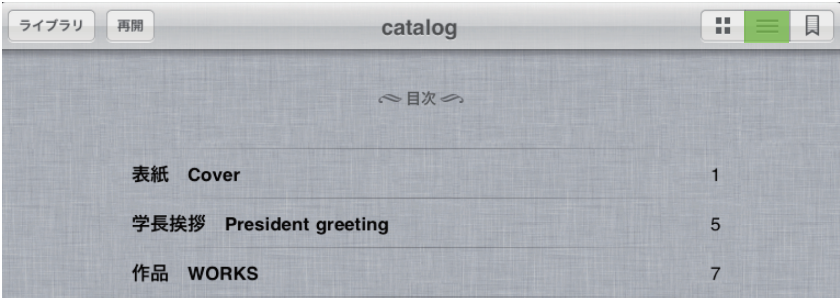 ライブラリ 再開 catalog
目次
表紙 Cover 1
学長挨拶 President greeting 5
作品 WORKS 7